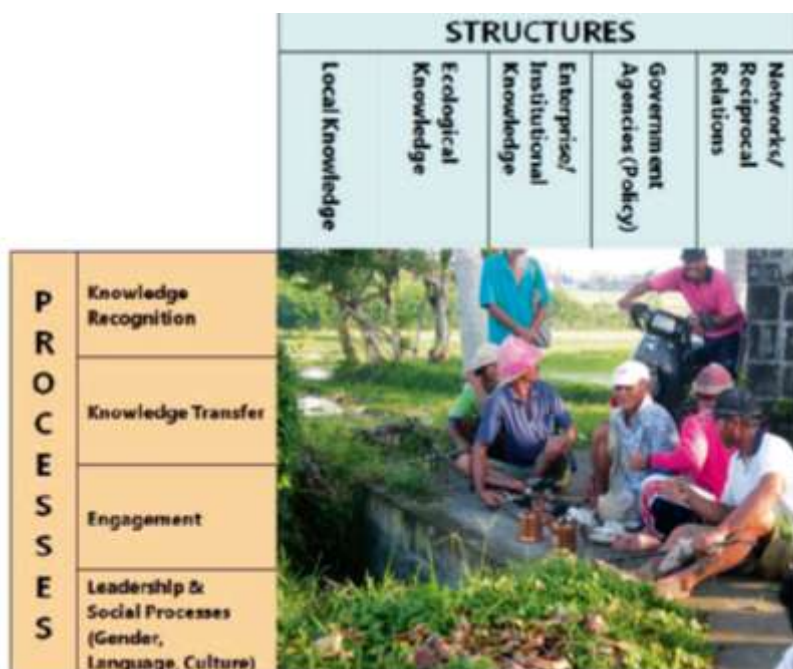 STRUCTURES
Local Knowledge
Ecological
Knowledge
Enterprise/
Institutional
Knowledge
Government
Agencies (Policy)
Networks/
Reciprocal
Relations
PROCESSES
Knowledge
Recognition
Knowledge Transfer
Engagement
Leadership &
Social Processes
(Gender,
Language, Culture)